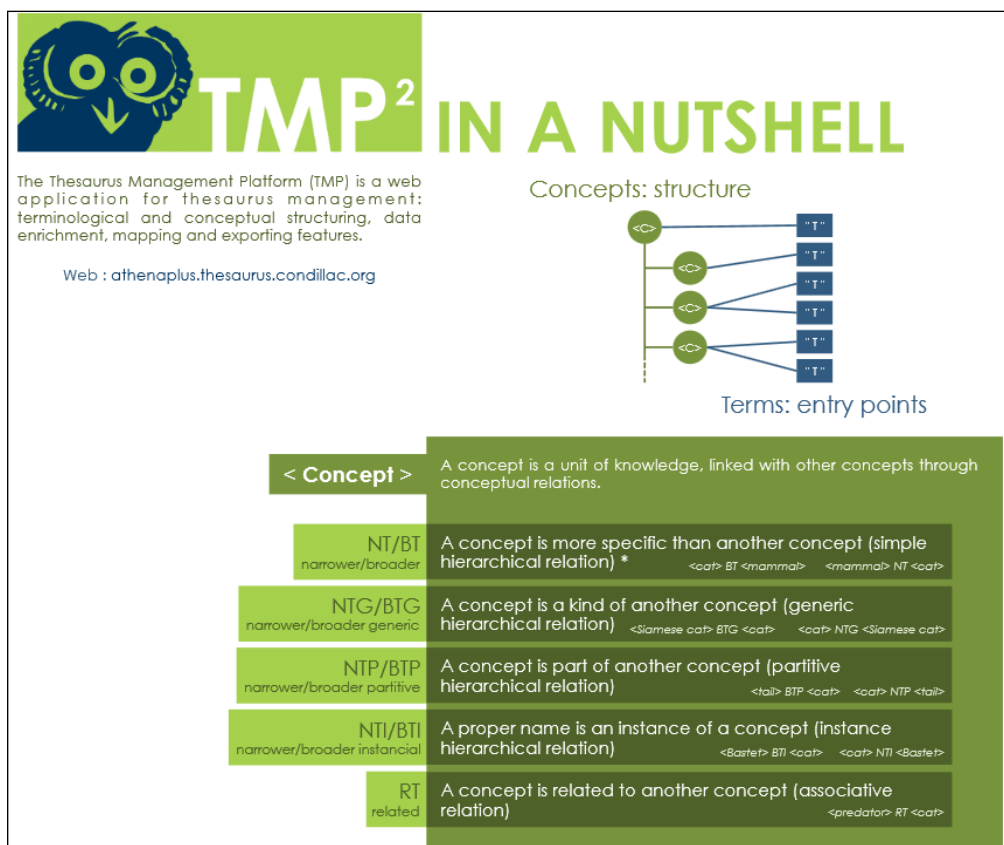 TMP² IN A NUTSHELL
The Thesaurus Management Platform (TMP) is a web
application for thesaurus management:
terminological and conceptual structuring, data
enrichment, mapping and exporting features.
Web : athenaplus.thesaurus.condillac.org
Concepts: structure
<C> "T"
"T"
<C>
"T"
<C>
"T"
"T"
<C>
"T"
Terms: entry points
< Concept >
A concept is a unit of knowledge, linked with other concepts through
conceptual relations.
NT/BT
narrower/broader
A concept is more specific than another concept (simple
hierarchical relation) * <cat> BT <mammal> <mammal> NT <cat>
NTG/BTG
narrower/broader generic
A concept is a kind of another concept (generic
hierarchical relation) <Siamese cat> BTG <cat> <cat> NTG <Siamese cat>
NTP/BTP
narrower/broader partitive
A concept is part of another concept (partitive
hierarchical relation) <tail> BTP <cat> <cat> NTP <tail>
NTI/BTI
narrower/broader instancial
A proper name is an instance of a concept (instance
hierarchical relation) <Bastet> BTI <cat> <cat> NTI <Bastet>
RT
related
A concept is related to another concept (associative
relation) <predator> RT <cat>